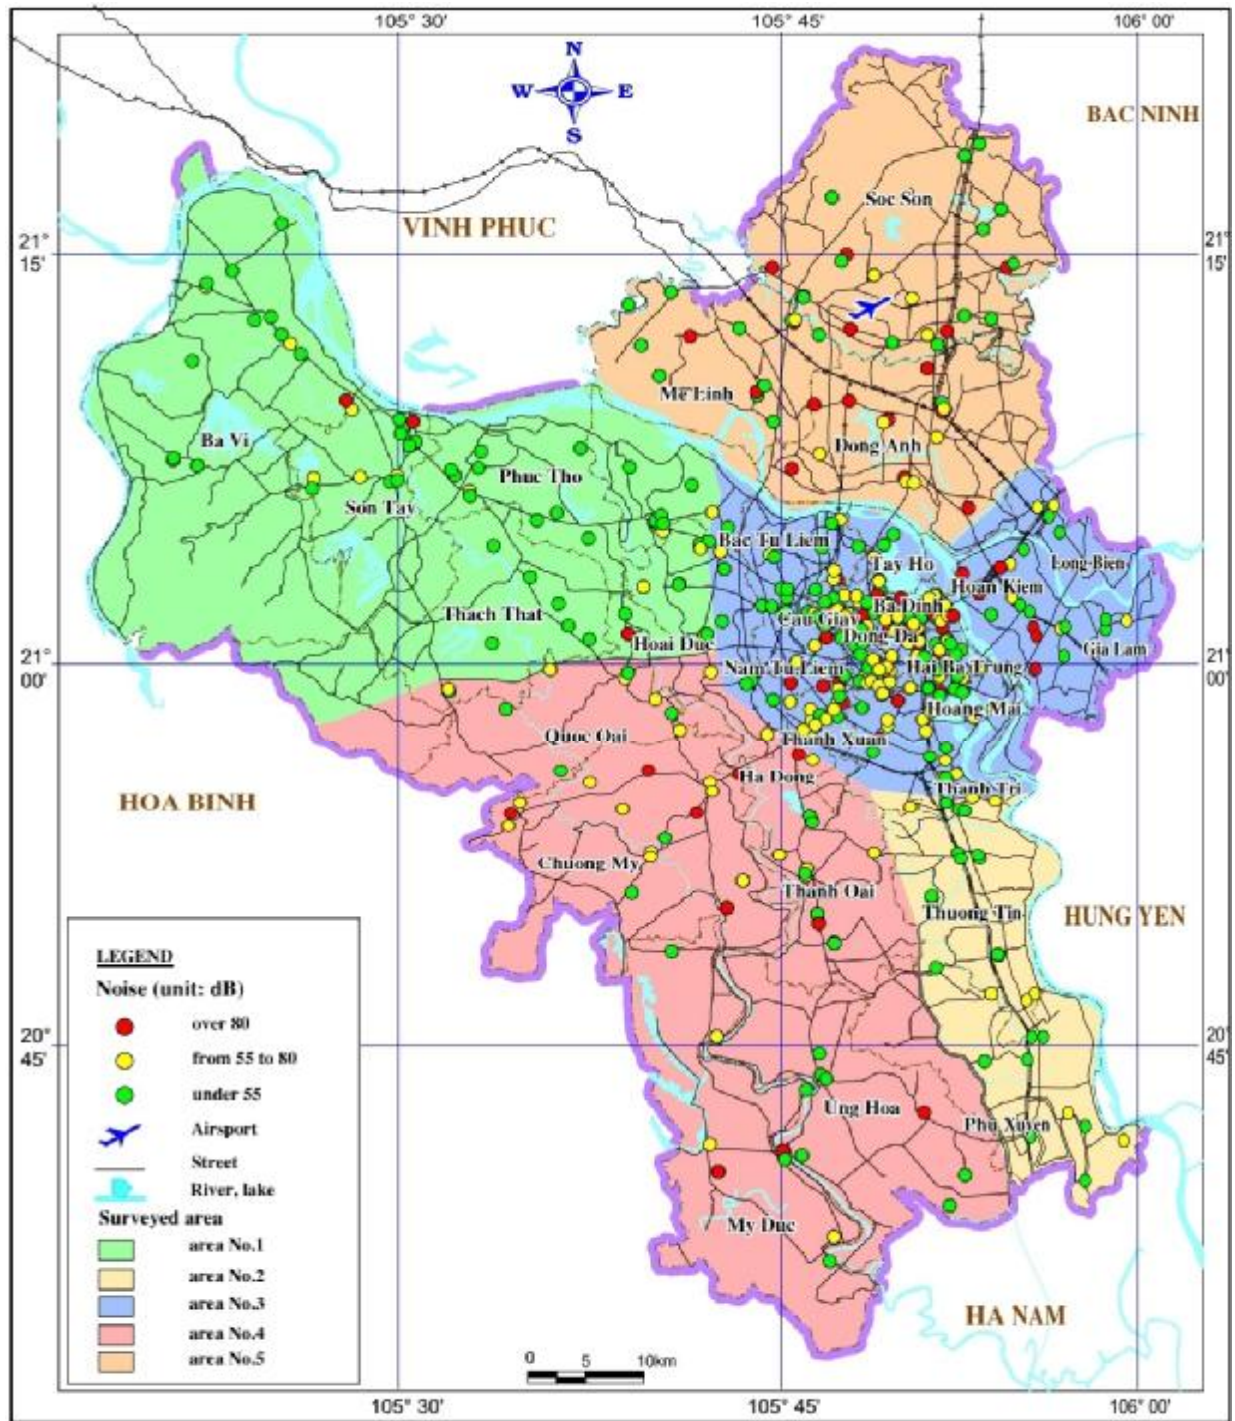 105° 30' 105° 45' 106° 00'
N
W E
S
BAC NINH
Soc Son
VINH PHUC
21°
15'
21°
15'
Me Linh
Ba Vi
Dong Anh
Phuc Tho
Son Tay
Bac Tu Liem
Tay Ho
Long Bien
Hoan Kiem
Ba Dinh
Thach That
Cau Giay
Dong Da
Hoai Duc
Gia Lam
Nam Tu Liem
Hai Ba Trung
21°
00'
21°
00'
Hoang Mai
Quoc Oai
Thanh Xuan
Ha Dong
Thanh Tri
HOA BINH
Chuong My
Thanh Oai
Thuong Tin
HUNG YEN
LEGEND
Noise (unit: dB)
over 80
from 55 to 80
under 55
Airsport
Street
River, lake
Surveyed area
area No.1
area No.2
area No.3
area No.4
area No.5
20°
45'
20°
45'
Ung Hoa
Phu Xuyen
My Duc
HA NAM
0 5 10km
105° 30' 105° 45' 106° 00'